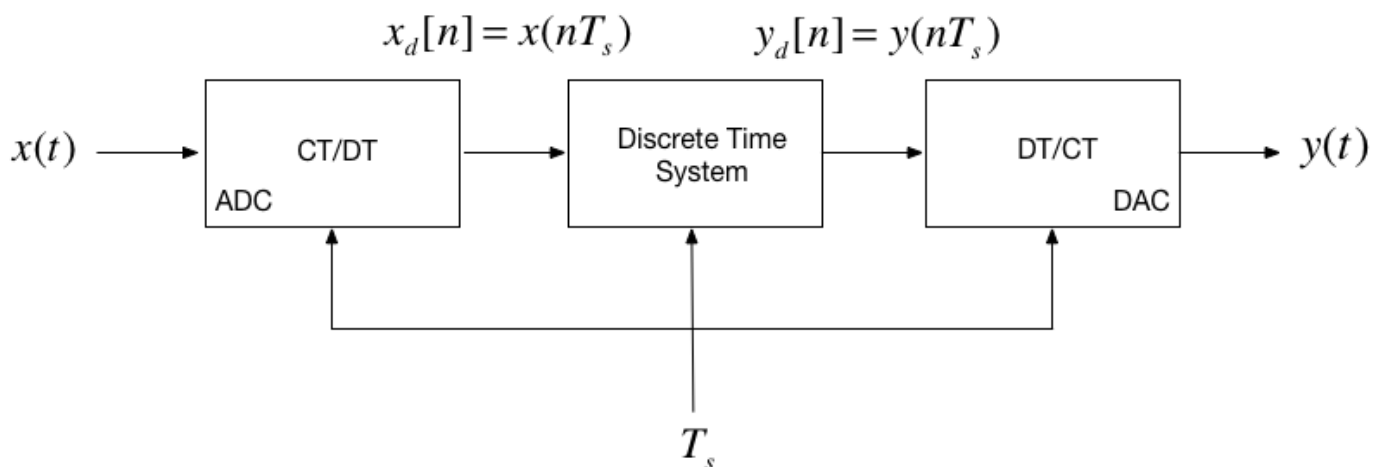 x_d[n] = x(nT_s)
y_d[n] = y(nT_s)
x(t)
CT/DT
ADC
Discrete Time
System
DT/CT
DAC
y(t)
T_s